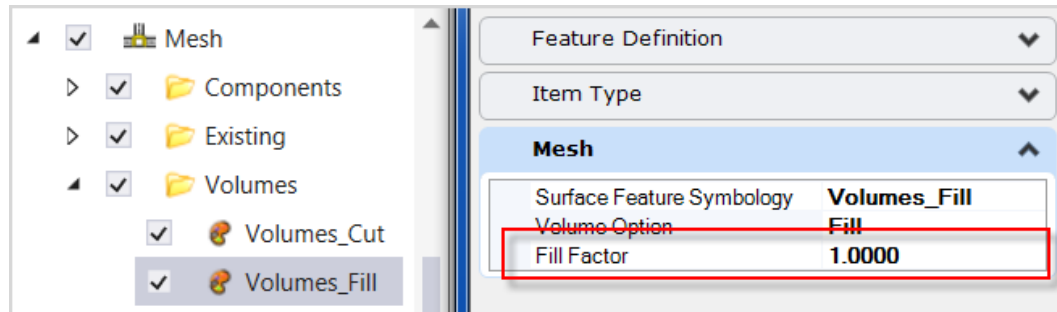 Mesh
Components
Existing
Volumes
Volumes_Cut
Volumes_Fill
Feature Definition
Item Type
Mesh
Surface Feature Symbology Volumes_Fill
Volume Option Fill
Fill Factor 1.0000